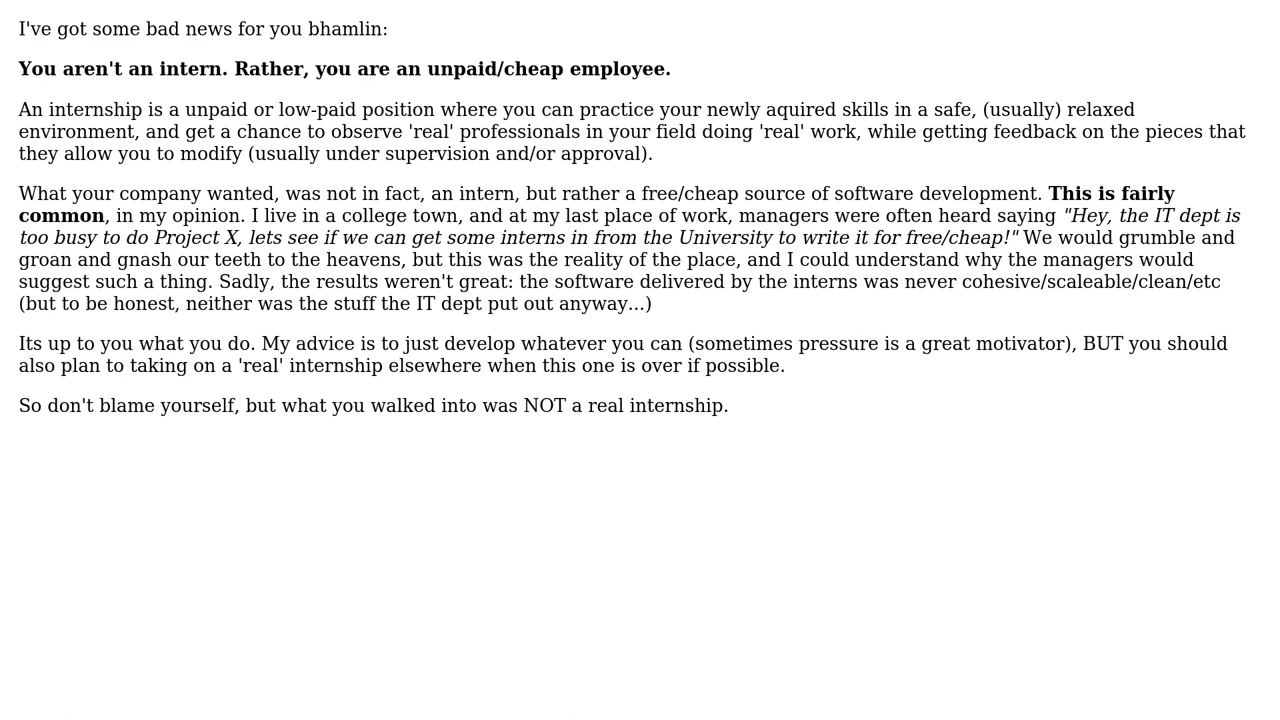 I've got some bad news for you bhamlin:
You aren't an intern. Rather, you are an unpaid/cheap employee.
An internship is a unpaid or low-paid position where you can practice your newly aquired skills in a safe, (usually) relaxed
environment, and get a chance to observe 'real' professionals in your field doing 'real' work, while getting feedback on the pieces that
they allow you to modify (usually under supervision and/or approval).
What your company wanted, was not in fact, an intern, but rather a free/cheap source of software development. This is fairly
common, in my opinion. I live in a college town, and at my last place of work, managers were often heard saying "Hey, the IT dept is
too busy to do Project X, lets see if we can get some interns in from the University to write it for free/cheap!" We would grumble and
groan and gnash our teeth to the heavens, but this was the reality of the place, and I could understand why the managers would
suggest such a thing. Sadly, the results weren't great: the software delivered by the interns was never cohesive/scaleable/clean/etc
(but to be honest, neither was the stuff the IT dept put out anyway...)
Its up to you what you do. My advice is to just develop whatever you can (sometimes pressure is a great motivator), BUT you should
also plan to taking on a 'real' internship elsewhere when this one is over if possible.
So don't blame yourself, but what you walked into was NOT a real internship.